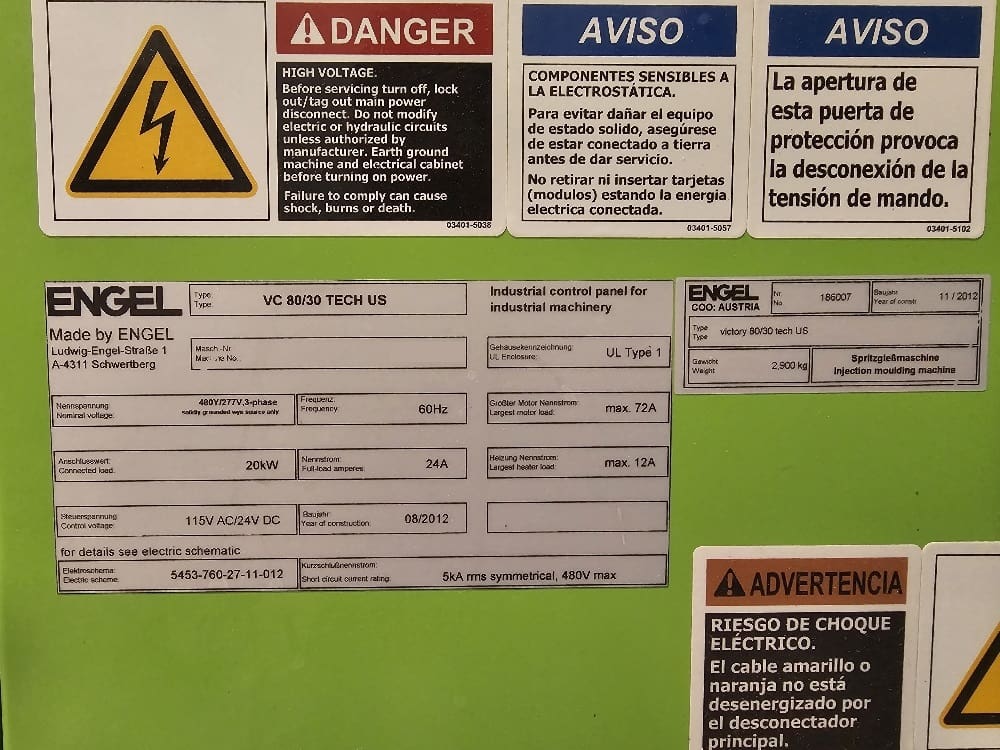 DANGER
HIGH VOLTAGE.
Before servicing turn off, lock
out/tag out main power
disconnect. Do not modify
electric or hydraulic circuits
unless authorized by
manufacturer. Earth ground
machine and electrical cabinet
before turning on power.
Failure to comply can cause
shock, burns or death.
03401-5038
AVISO
COMPONENTES SENSIBLES A
LA ELECTROSTÁTICA.
Para evitar dañar el equipo
de estado solido, asegúrese
de estar conectado a tierra
antes de dar servicio.
No retirar ni insertar tarjetas
(modulos) estando la energia
electrica conectada.
03401-5057
AVISO
La apertura de
esta puerta de
protección provoca
la desconexión de la
tensión de mando.
03401-5102
ENGEL
Made by ENGEL
Ludwig-Engel-Straße 1
A-4311 Schwertberg
Type:
Type:
VC 80/30 TECH US
Masch.-Nr.
Machine No.:
Industrial control panel for
industrial machinery
Gehäusekennzeichnung:
UL Enclosure:
UL Type 1
Nennspannung:
Nominal voltage:
480Y/277V,3-phase
solidly grounded wye source only
Frequenz:
Frequency:
60Hz
Größter Motor Nennstrom:
Largest motor load:
max. 72A
Anschlusswert:
Connected load:
20kW
Nennstrom:
Full-load amperes:
24A
Heizung Nennstrom:
Largest heater load:
max. 12A
Steuerspannung:
Control voltage:
115V AC/24V DC
Baujahr:
Year of construction:
08/2012
for details see electric schematic
Elektroschema:
Electric scheme:
5453-760-27-11-012
Kurzschlußnennstrom:
Short circuit current rating:
5kA rms symmetrical, 480V max
ENGEL
COO: AUSTRIA
Nr.
No.
186007
Baujahr
Year of constr.
11 / 2012
Type
Type
victory 80/30 tech US
Gewicht
Weight
2,900 kg
Spritzgießmaschine
Injection moulding machine
ADVERTENCIA
RIESGO DE CHOQUE
ELÉCTRICO.
El cable amarillo o
naranja no está
desenergizado por
el desconectador
principal.